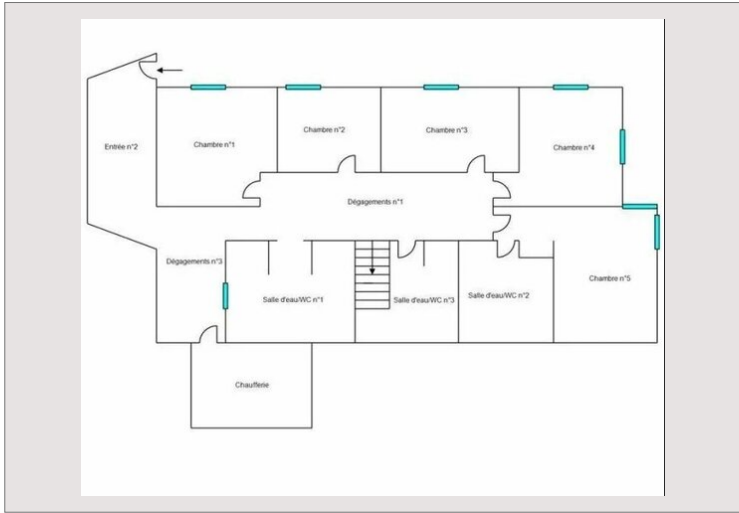 Entrée n°2
Chambre n°1
Chambre n°2
Chambre n°3
Chambre n°4
Dégagements n°1
Dégagements n°3
Salle d'eau/WC n°1
Salle d'eau/WC n°3
Salle d'eau/WC n°2
Chambre n°5
Chaufferie